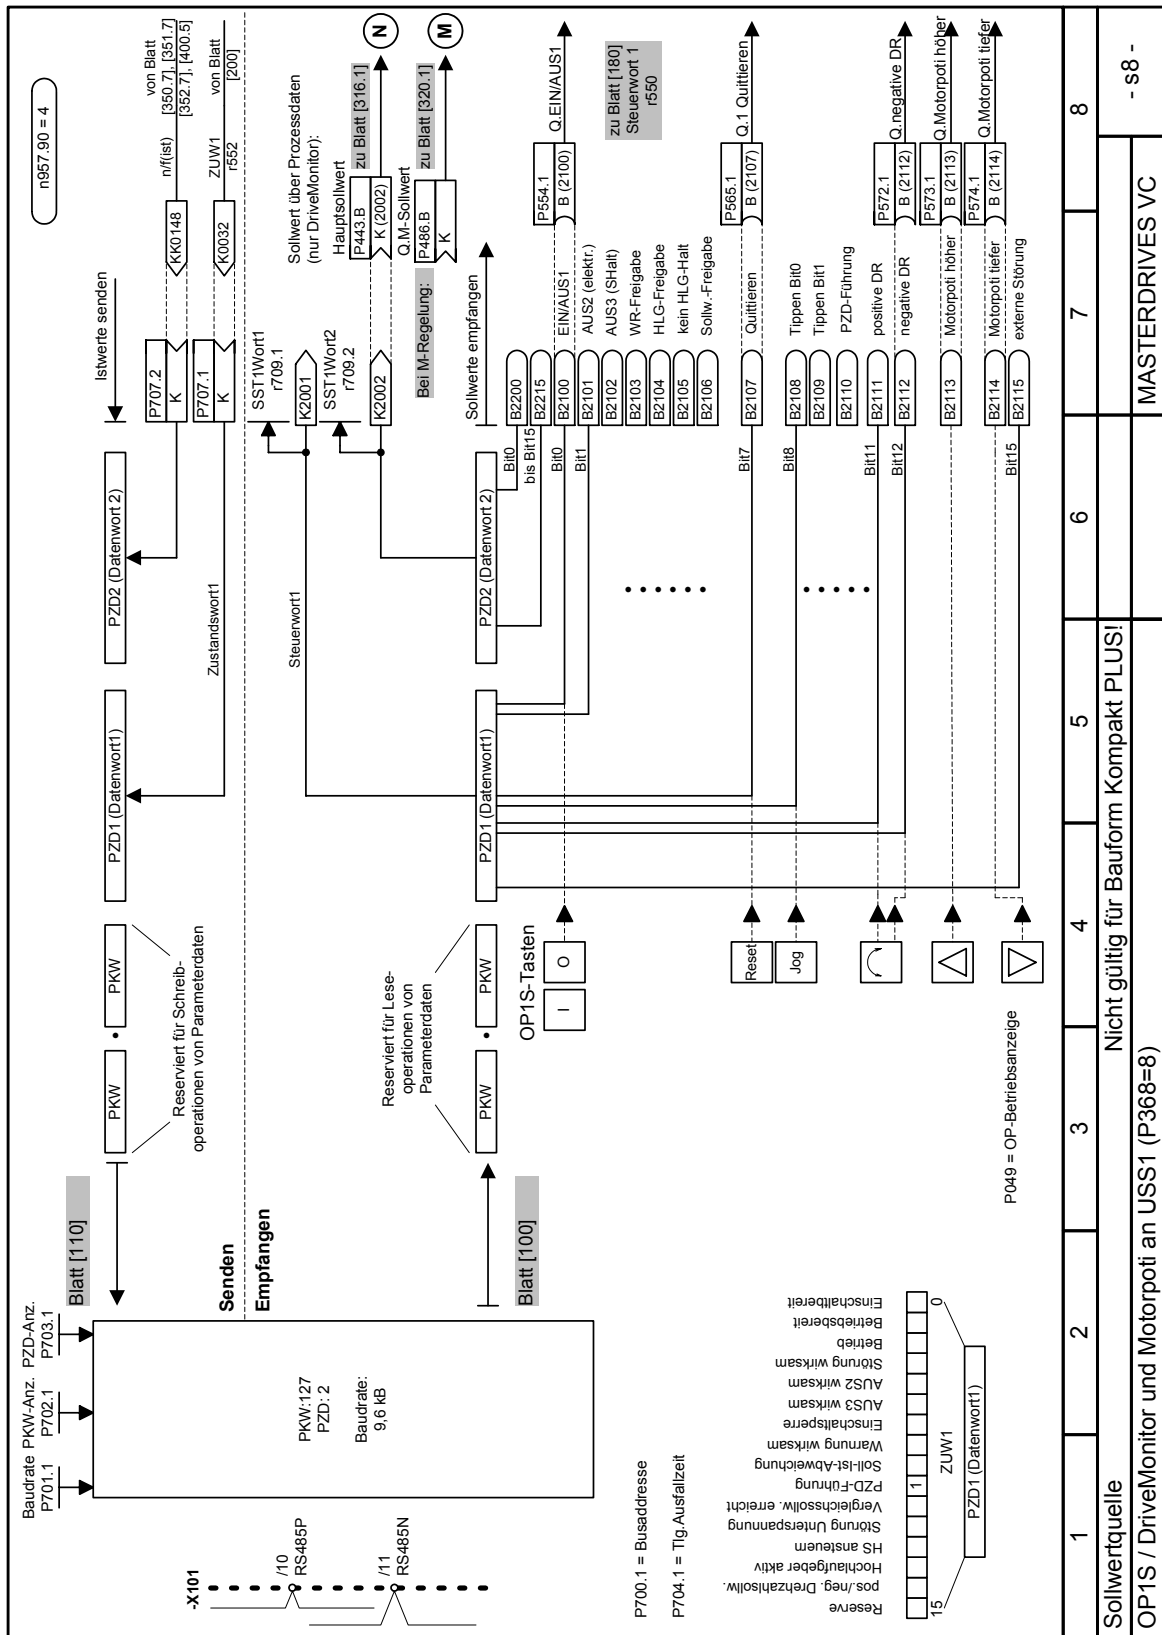 n957.90 = 4
Baudrate
P701.1
PKW-Anz.
P702.1
PZD-Anz.
P703.1
Blatt [110]
PKW
PKW
PZD1 (Datenwort1)
PZD2 (Datenwort 2)
Istwerte senden
Reserviert für Schreib-
operationen von Parameterdaten
P707.2
K
KK0148
n/f(ist)
von Blatt
[350.7], [351.7]
[352.7], [400.5]
Zustandswort1
P707.1
K
K0032
ZUW1
r552
von Blatt
[200]
Senden
Empfangen
PKW:127
PZD: 2
Baudrate:
9,6 kB
-X101
/10
RS485P
/11
RS485N
Steuerwort1
SST1Wort1
r709.1
K2001
SST1Wort2
r709.2
K2002
Sollwert über Prozessdaten
(nur DriveMonitor):
Hauptsollwert
P443.B
K (2002)
zu Blatt [316.1]
N
Bei M-Regelung:
Q.M-Sollwert
P486.B
K
zu Blatt [320.1]
M
Reserviert für Lese-
operationen von
Parameterdaten
PKW
PKW
PZD1 (Datenwort1)
PZD2 (Datenwort 2)
Sollwerte empfangen
Blatt [100]
OP1S-Tasten
I
O
Bit0
B2200
bis Bit15
B2215
Bit0
B2100
EIN/AUS1
P554.1
B (2100)
Q.EIN/AUS1
Bit1
B2101
AUS2 (elektr.)
B2102
AUS3 (SHalt)
B2103
WR-Freigabe
B2104
HLG-Freigabe
B2105
kein HLG-Halt
B2106
Sollw.-Freigabe
zu Blatt [180]
Steuerwort 1
r550
Reset
Bit7
B2107
Quittieren
P565.1
B (2107)
Q.1 Quittieren
Jog
Bit8
B2108
Tippen Bit0
B2109
Tippen Bit1
B2110
PZD-Führung
Bit11
B2111
positive DR
Bit12
B2112
negative DR
P572.1
B (2112)
Q.negative DR
B2113
Motorpoti höher
P573.1
B (2113)
Q.Motorpoti höher
B2114
Motorpoti tiefer
P574.1
B (2114)
Q.Motorpoti tiefer
Bit15
B2115
externe Störung
P700.1 = Busaddresse
P704.1 = Tlg.Ausfallzeit
P049 = OP-Betriebsanzeige
Reserve
pos./neg. Drehzahlsollw.
Hochlaufgeber aktiv
HS ansteuern
Störung Unterspannung
Vergleichssollw. erreicht
PZD-Führung
Soll-Ist-Abweichung
Warnung wirksam
Einschaltsperre
AUS3 wirksam
AUS2 wirksam
Störung wirksam
Betrieb
Betriebsbereit
Einschaltbereit
1
15
ZUW1
0
PZD1 (Datenwort1)
1
2
3
4
5
6
7
8
Sollwertquelle
Nicht gültig für Bauform Kompakt PLUS!
OP1S / DriveMonitor und Motorpoti an USS1 (P368=8)
MASTERDRIVES VC
- s8 -